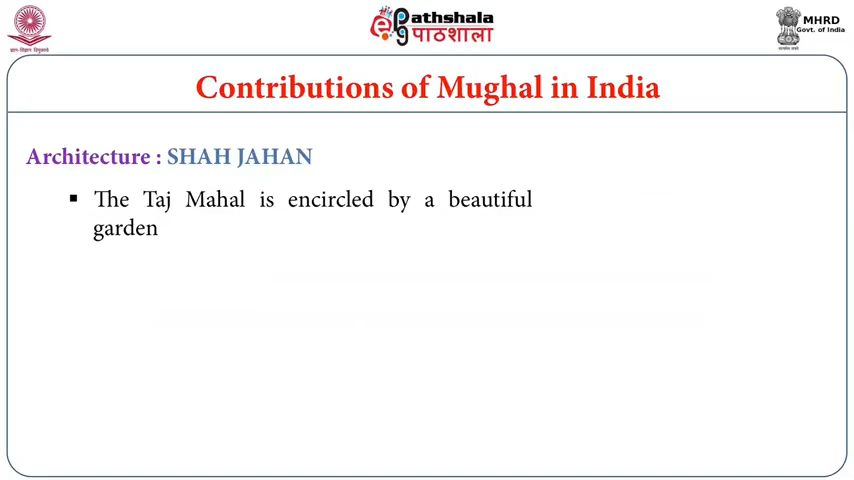 ePathshala
पाठशाला
MHRD
Govt. of India
Contributions of Mughal in India
Architecture : SHAH JAHAN
▪ The Taj Mahal is encircled by a beautiful
garden